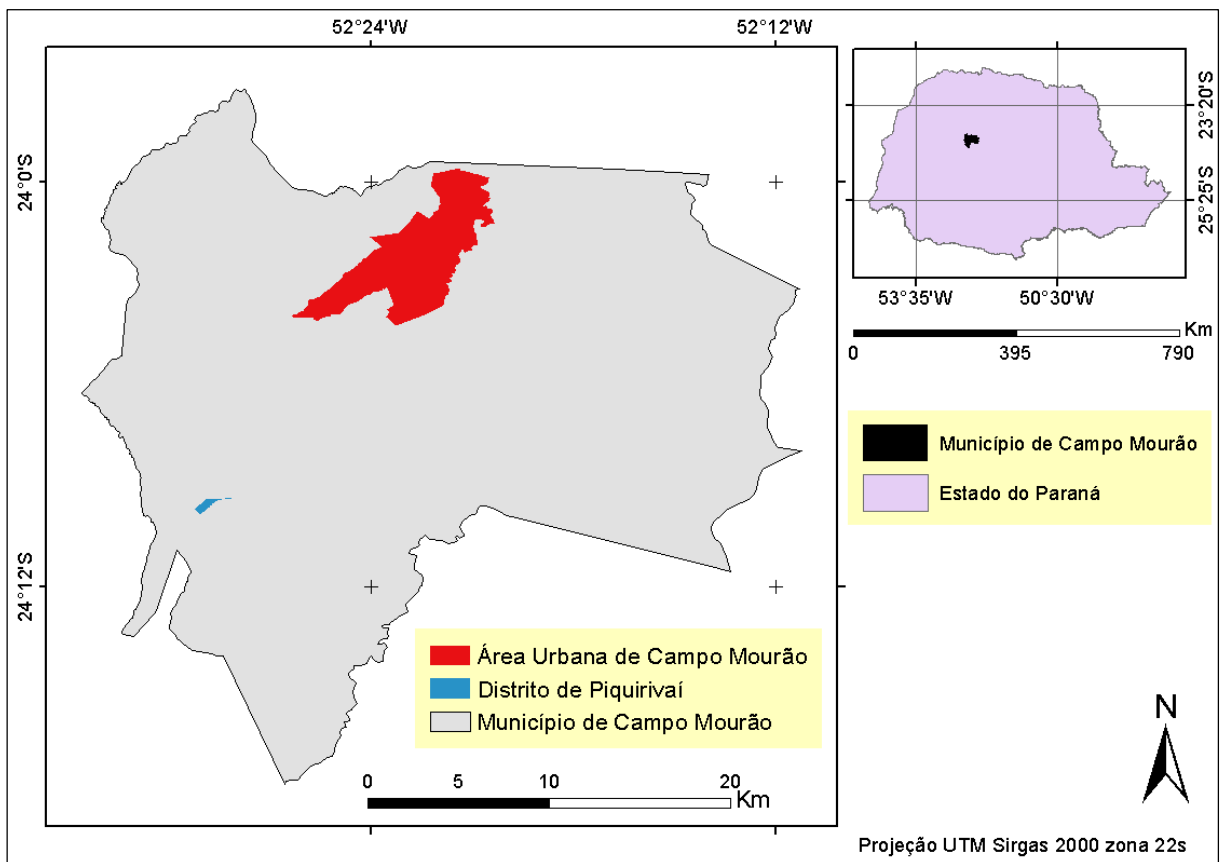 52°24'W
52°12'W
24°0'S
24°12'S
Área Urbana de Campo Mourão
Distrito de Piquirivaí
Município de Campo Mourão
0 5 10 20
Km
23°20'S
25°25'S
53°35'W 50°30'W
Km
0 395 790
Município de Campo Mourão
Estado do Paraná
N
Projeção UTM Sirgas 2000 zona 22s